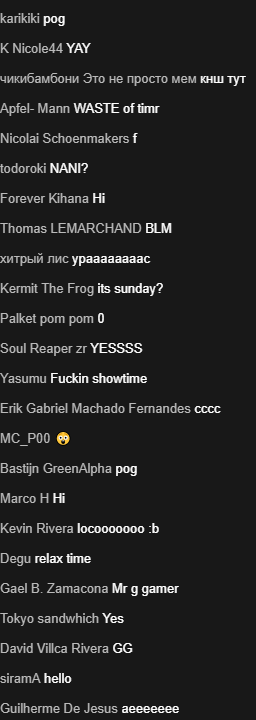 karikiki pog
K Nicole44 YAY
чикибамбони Это не просто мем кнш тут
Apfel- Mann WASTE of timr
Nicolai Schoenmakers f
todoroki NANI?
Forever Kihana Hi
Thomas LEMARCHAND BLM
хитрый лис урааааааас
Kermit The Frog its sunday?
Palket pom pom 0
Soul Reaper zr YESSSS
Yasumu Fuckin showtime
Erik Gabriel Machado Fernandes cccc
MC_P00 😲
Bastijn GreenAlpha pog
Marco H Hi
Kevin Rivera locooooooo :b
Degu relax time
Gael B. Zamacona Mr g gamer
Tokyo sandwhich Yes
David Villca Rivera GG
siramA hello
Guilherme De Jesus aeeeeeee